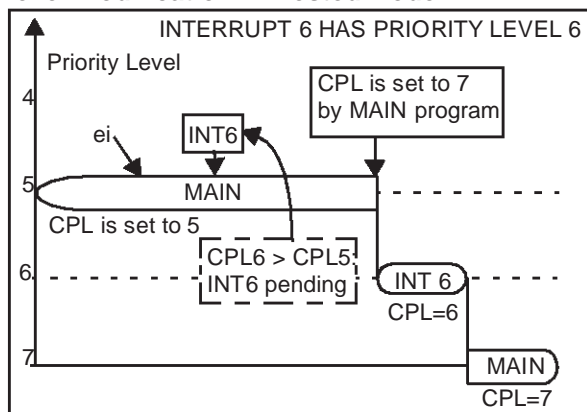 INTERRUPT 6 HAS PRIORITY LEVEL 6
Priority Level
CPL is set to 7
by MAIN program
4
ei
INT6
5
MAIN
CPL is set to 5
CPL6 > CPL5:
INT6 pending
6
INT 6
CPL=6
7
MAIN
CPL=7